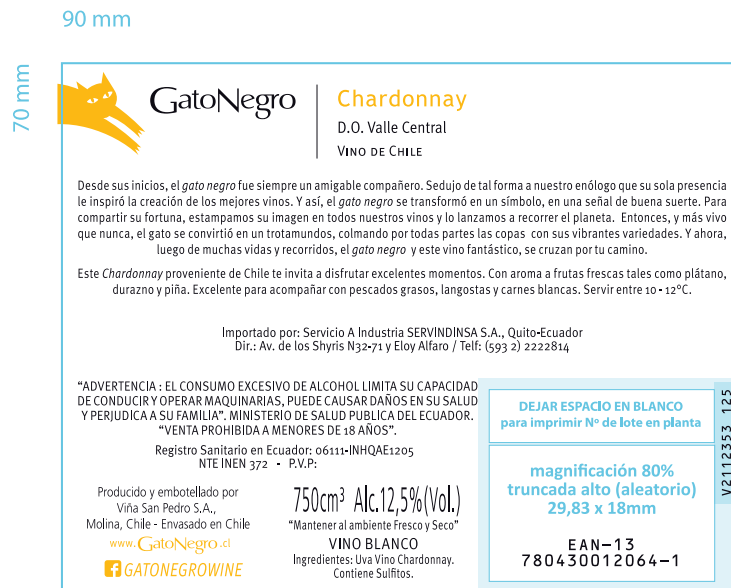 90 mm
70 mm
GatoNegro
Chardonnay
D.O. Valle Central
VINO DE CHILE
Desde sus inicios, el gato negro fue siempre un amigable compañero. Sedujo de tal forma a nuestro enólogo que su sola presencia
le inspiró la creación de los mejores vinos. Y así, el gato negro se transformó en un símbolo, en una señal de buena suerte. Para
compartir su fortuna, estampamos su imagen en todos nuestros vinos y lo lanzamos a recorrer el planeta. Entonces, y más vivo
que nunca, el gato se convirtió en un trotamundos, colmando por todas partes las copas con sus vibrantes variedades. Y ahora,
luego de muchas vidas y recorridos, el gato negro y este vino fantástico, se cruzan por tu camino.
Este Chardonnay proveniente de Chile te invita a disfrutar excelentes momentos. Con aroma a frutas frescas tales como plátano,
durazno y piña. Excelente para acompañar con pescados grasos, langostas y carnes blancas. Servir entre 10 - 12°C.
Importado por: Servicio A Industria SERVINDINSA S.A., Quito-Ecuador
Dir.: Av. de los Shyris N32-71 y Eloy Alfaro / Telf: (593 2) 2222814
“ADVERTENCIA : EL CONSUMO EXCESIVO DE ALCOHOL LIMITA SU CAPACIDAD
DE CONDUCIR Y OPERAR MAQUINARIAS, PUEDE CAUSAR DAÑOS EN SU SALUD
Y PERJUDICA A SU FAMILIA”. MINISTERIO DE SALUD PUBLICA DEL ECUADOR.
“VENTA PROHIBIDA A MENORES DE 18 AÑOS”.
Registro Sanitario en Ecuador: 06111-INHQAE1205
NTE INEN 372 - P.V.P:
Producido y embotellado por
Viña San Pedro S.A.,
Molina, Chile - Envasado en Chile
www.GatoNegro.cl
GATONEGROWINE
750cm³ Alc.12,5%(Vol.)
“Mantener al ambiente Fresco y Seco”
VINO BLANCO
Ingredientes: Uva Vino Chardonnay.
Contiene Sulfitos.
DEJAR ESPACIO EN BLANCO
para imprimir Nº de lote en planta
magnificación 80%
truncada alto (aleatorio)
29,83 x 18mm
EAN-13
780430012064-1
V2112353 125